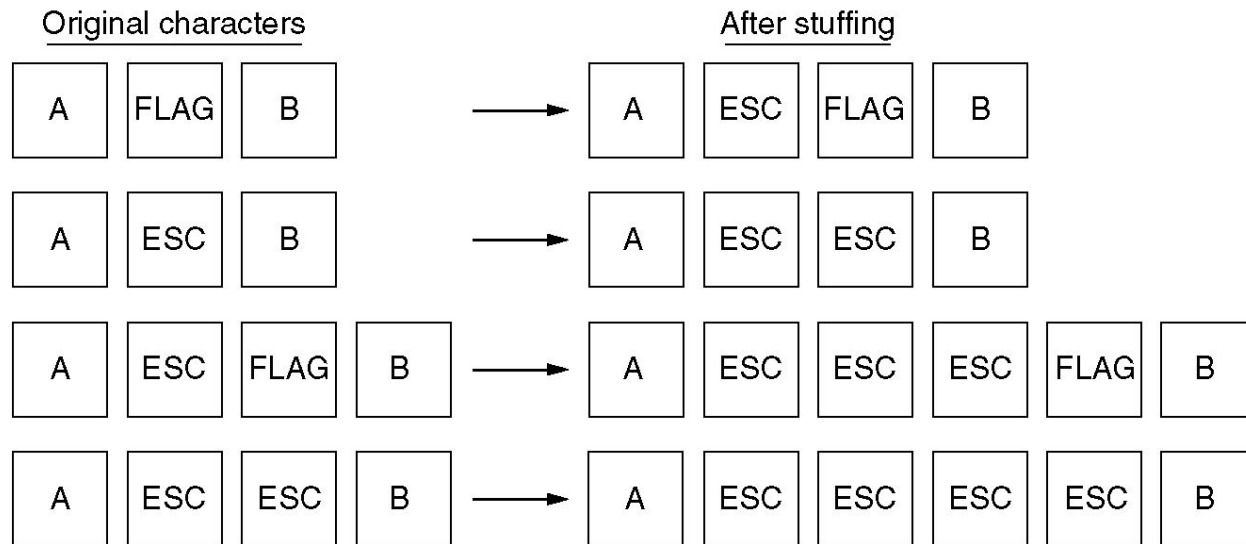 Original characters After stuffing
A FLAG B A ESC FLAG B
A ESC B A ESC ESC B
A ESC FLAG B A ESC ESC ESC FLAG B
A ESC ESC B A ESC ESC ESC ESC B